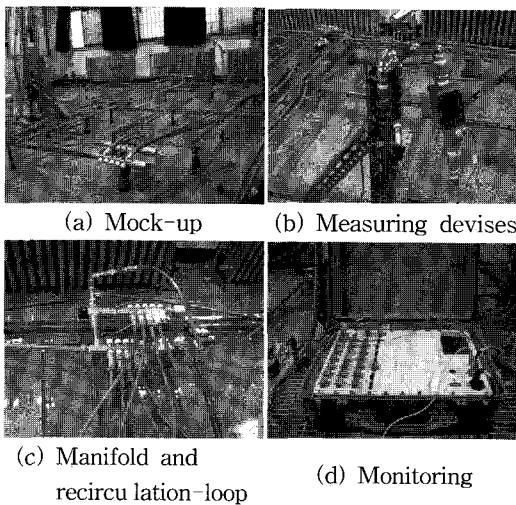 (a) Mock-up
(b) Measuring devises
(c) Manifold and
recircu lation-loop
(d) Monitoring